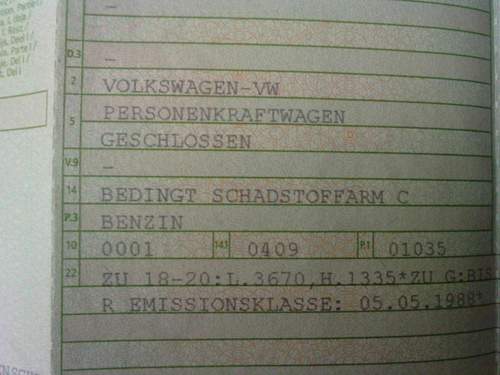 –
D.3 –
2 VOLKSWAGEN-VW
PERSONENKRAFTWAGEN
5
GESCHLOSSEN
V.9 –
14 BEDINGT SCHADSTOFFARM C
P.3 BENZIN
10 0001 14.1 0409 P.1 01035
22 ZU 18-20:L.3670,H.1335*ZU G:BIS
R EMISSIONSKLASSE: 05.05.1988*